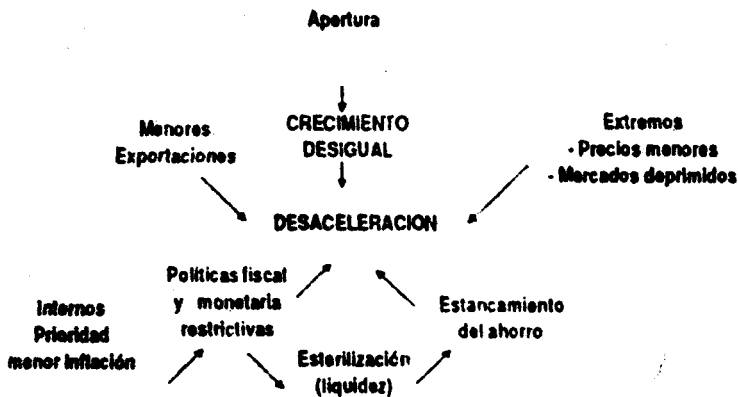 Apertura
CRECIMIENTO
DESIGUAL
Menores
Exportaciones
Extremos
- Precios menores
- Mercados deprimidos
DESACELERACION
Políticas fiscal
y monetaria
restrictivas
Internos
Prioridad
menor inflación
Estancamiento
del ahorro
Esterilización
(liquidez)